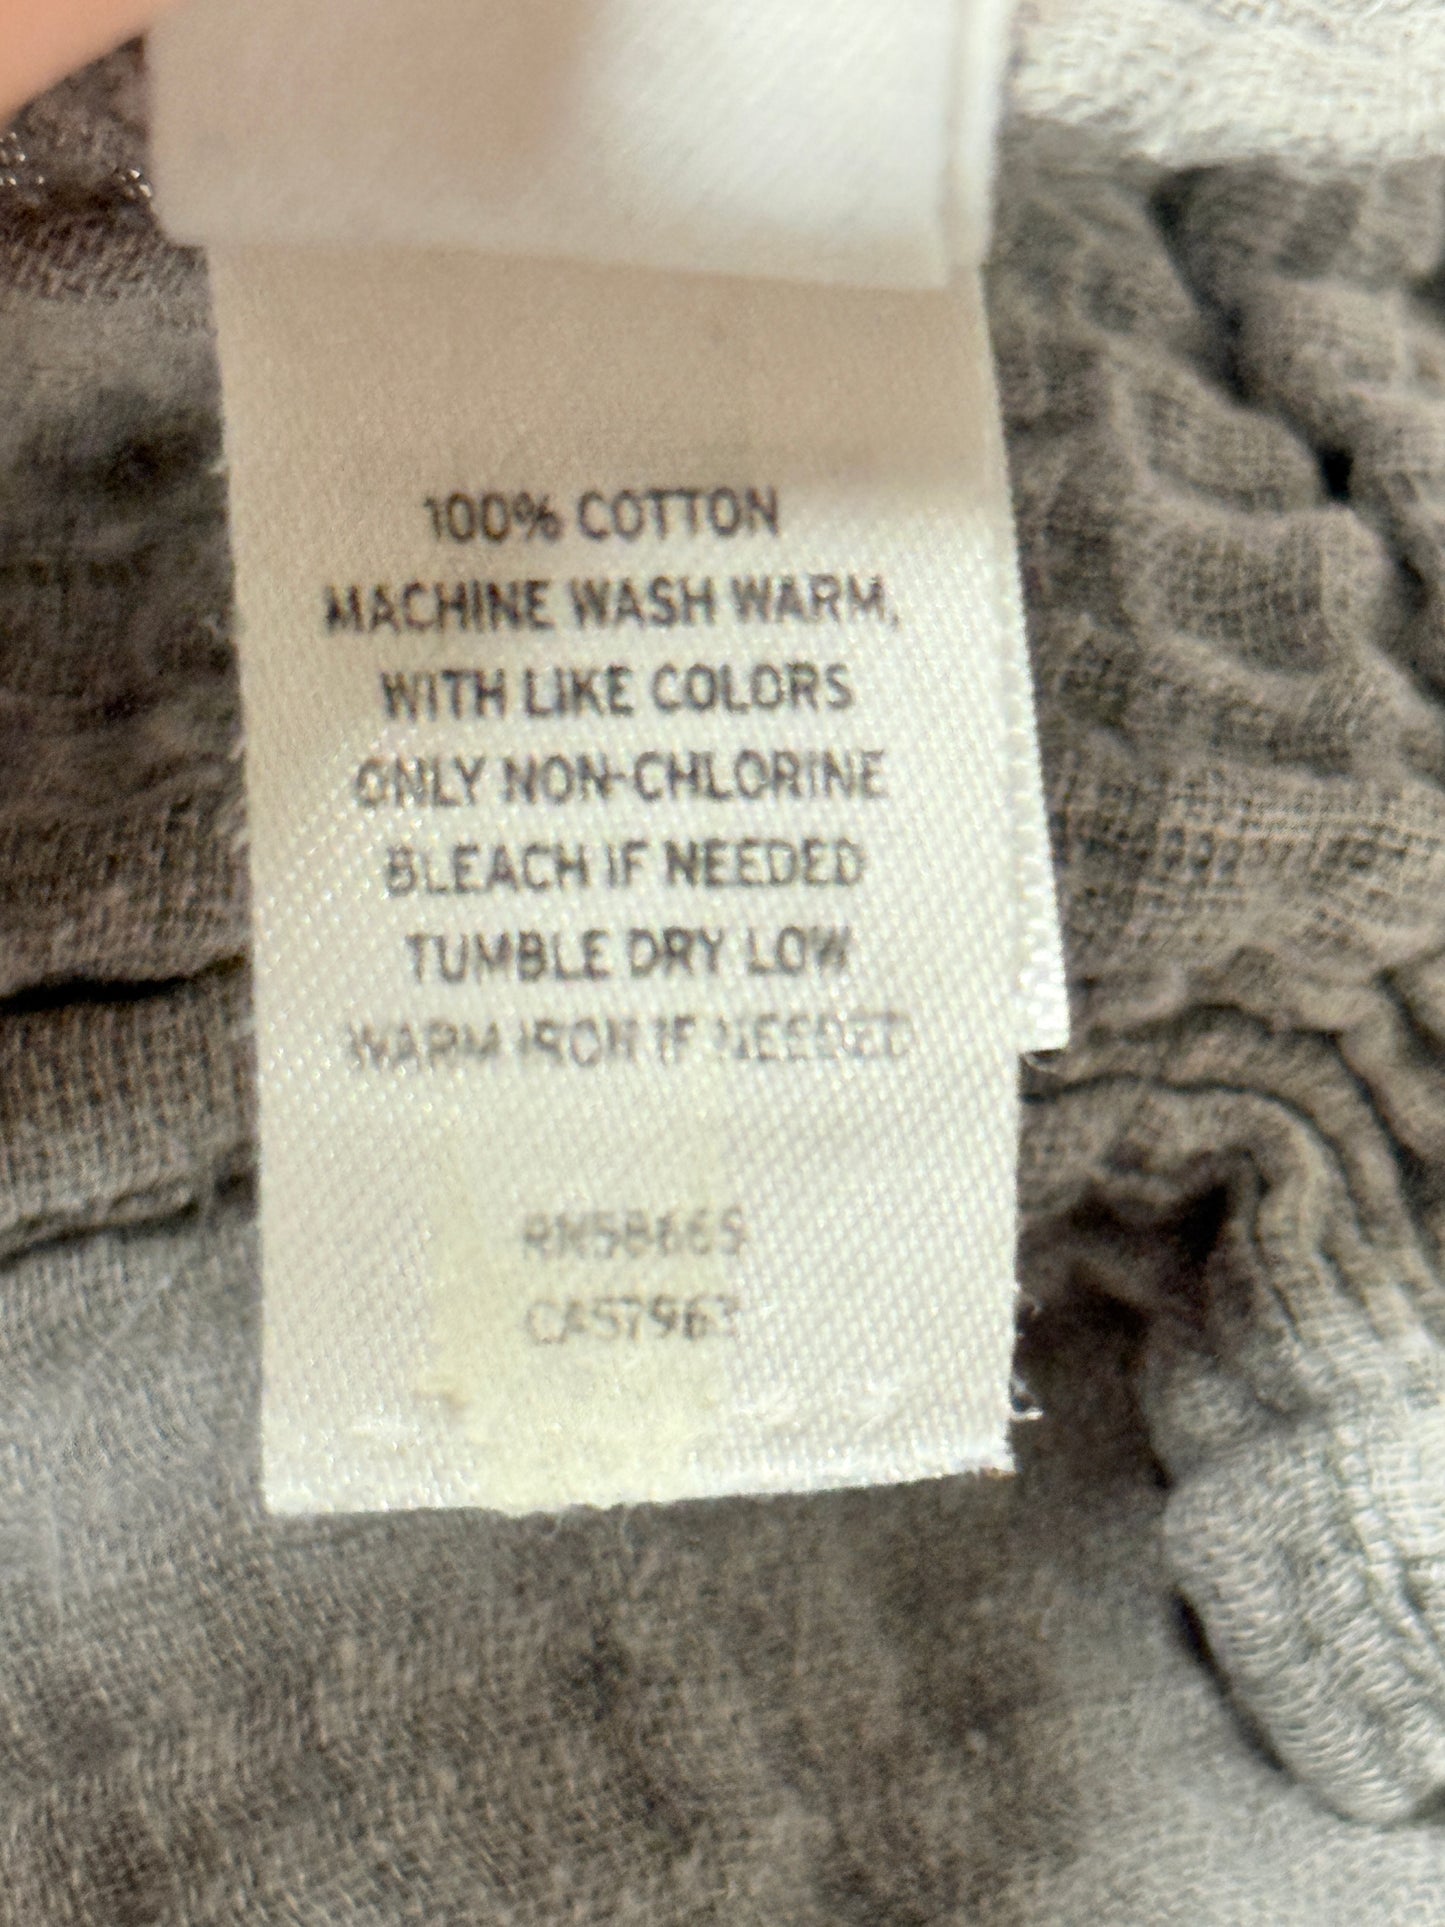 100% COTTON
MACHINE WASH WARM,
WITH LIKE COLORS
ONLY NON-CHLORINE
BLEACH IF NEEDED
TUMBLE DRY LOW
WARM IRON IF NEEDED
RN58665
CA57963